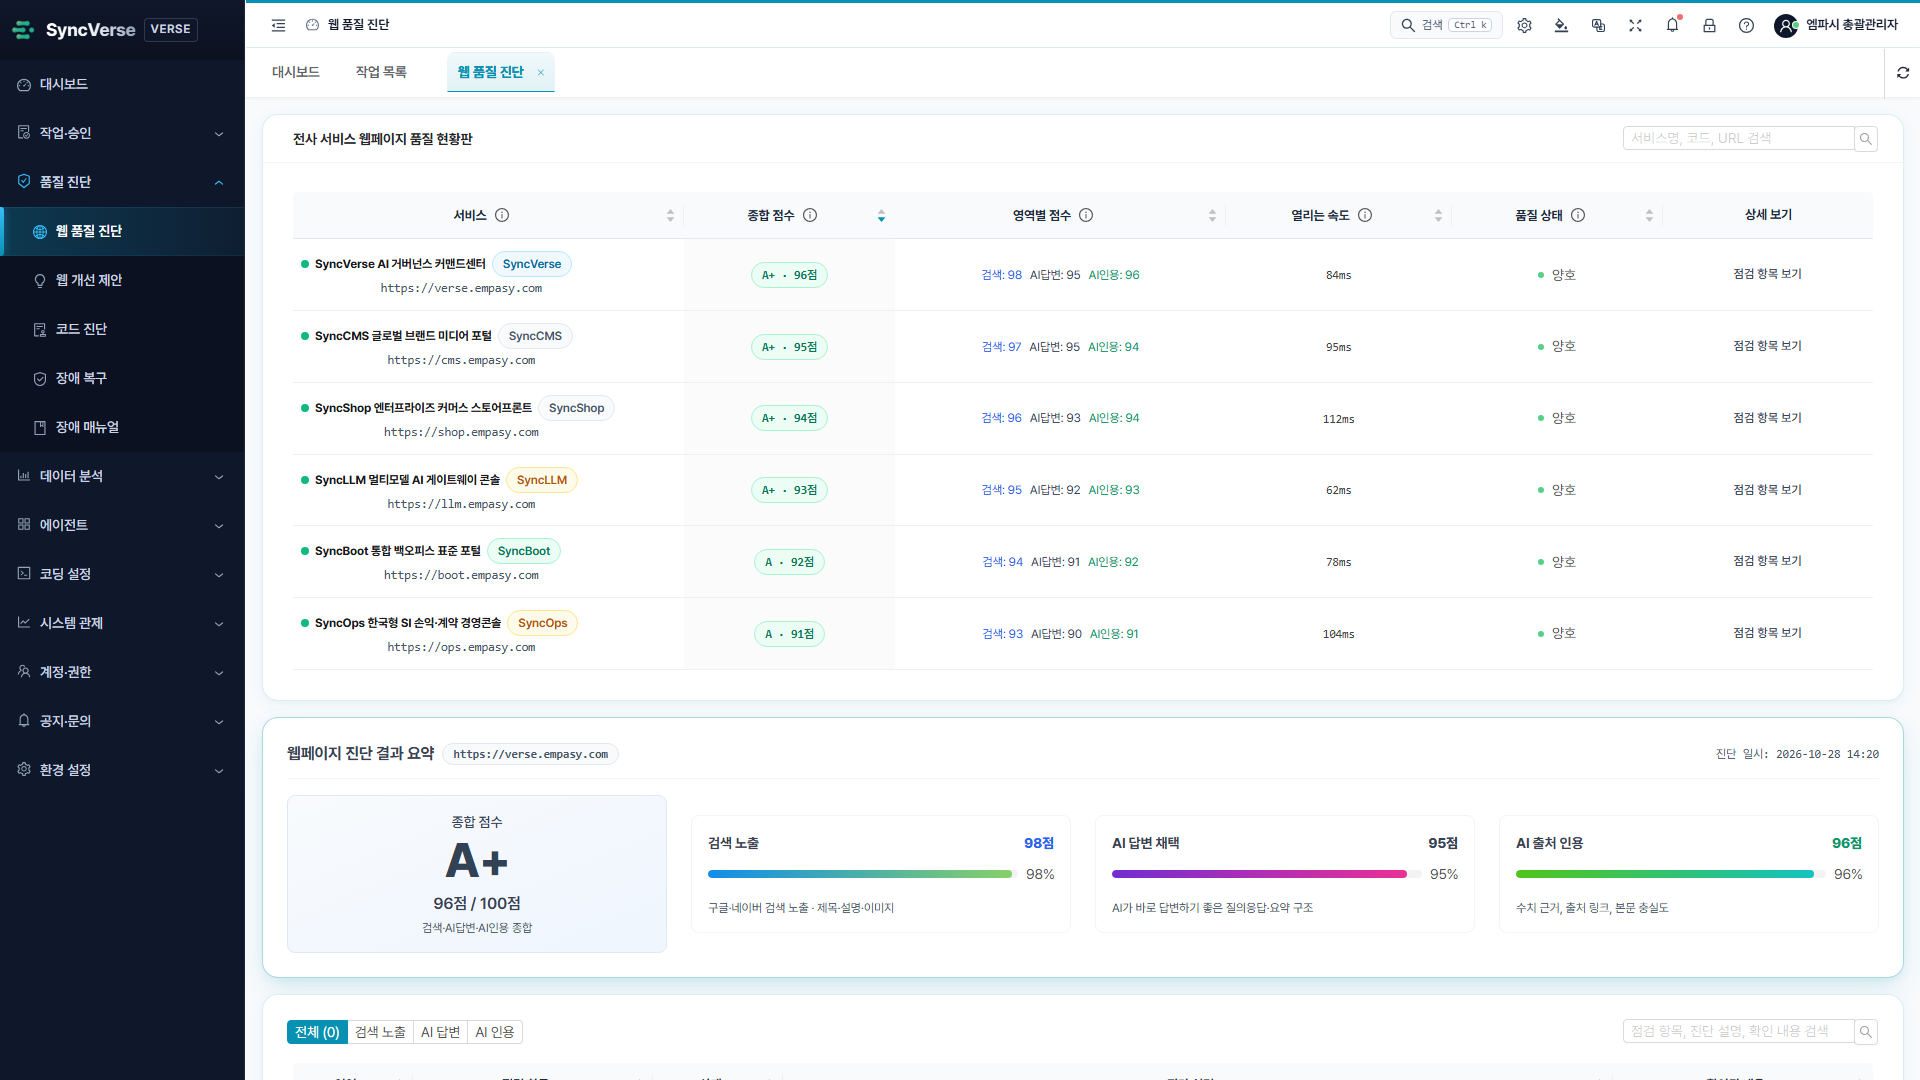 SyncVerse VERSE
대시보드
작업·승인
품질 진단
웹 품질 진단
웹 개선 제안
코드 진단
장애 복구
장애 매뉴얼
데이터 분석
에이전트
코딩 설정
시스템 관제
계정·권한
공지·문의
환경 설정
웹 품질 진단
검색 Ctrl k
엠파시 총괄관리자
대시보드 작업 목록 웹 품질 진단 ×
전사 서비스 웹페이지 품질 현황판
서비스명, 코드, URL 검색
서비스 종합 점수 영역별 점수 열리는 속도 품질 상태 상세 보기
SyncVerse AI 거버넌스 커맨드센터 SyncVerse
https://verse.empasy.com
A+ · 96점 검색: 98 AI답변: 95 AI인용: 96 84ms 양호 점검 항목 보기
SyncCMS 글로벌 브랜드 미디어 포털 SyncCMS
https://cms.empasy.com
A+ · 95점 검색: 97 AI답변: 95 AI인용: 94 95ms 양호 점검 항목 보기
SyncShop 엔터프라이즈 커머스 스토어프론트 SyncShop
https://shop.empasy.com
A+ · 94점 검색: 96 AI답변: 93 AI인용: 94 112ms 양호 점검 항목 보기
SyncLLM 멀티모델 AI 게이트웨이 콘솔 SyncLLM
https://llm.empasy.com
A+ · 93점 검색: 95 AI답변: 92 AI인용: 93 62ms 양호 점검 항목 보기
SyncBoot 통합 백오피스 표준 포털 SyncBoot
https://boot.empasy.com
A · 92점 검색: 94 AI답변: 91 AI인용: 92 78ms 양호 점검 항목 보기
SyncOps 한국형 SI 손익·계약 경영콘솔 SyncOps
https://ops.empasy.com
A · 91점 검색: 93 AI답변: 90 AI인용: 91 104ms 양호 점검 항목 보기
웹페이지 진단 결과 요약 https://verse.empasy.com
진단 일시: 2026-10-28 14:20
종합 점수
A+
96점 / 100점
검색·AI답변·AI인용 종합
검색 노출 98점
98%
구글·네이버 검색 노출 · 제목·설명·이미지
AI 답변 채택 95점
95%
AI가 바로 답변하기 좋은 질의응답·요약 구조
AI 출처 인용 96점
96%
수치 근거, 출처 링크, 본문 충실도
전체 (0) 검색 노출 AI 답변 AI 인용
점검 항목, 진단 설명, 확인 내용 검색